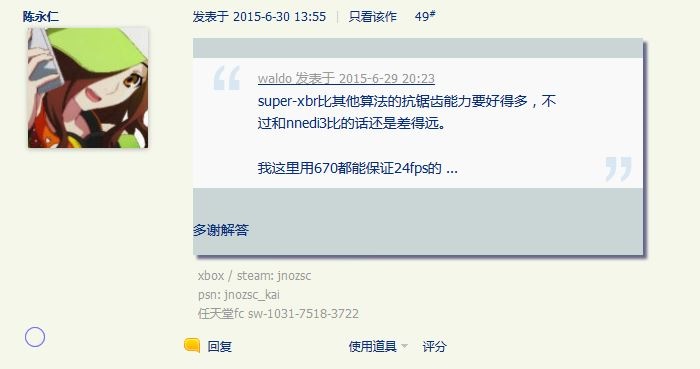 陈永仁
发表于 2015-6-30 13:55 | 只看该作 49#
waldo 发表于 2015-6-29 20:23
super-xbr比其他算法的抗锯齿能力要好得多，不
过和nnedi3比的话还是差得远。
我这里用670都能保证24fps的 ...
多谢解答
xbox / steam: jnozsc
psn: jnozsc_kai
任天堂fc sw-1031-7518-3722
回复 使用道具 评分